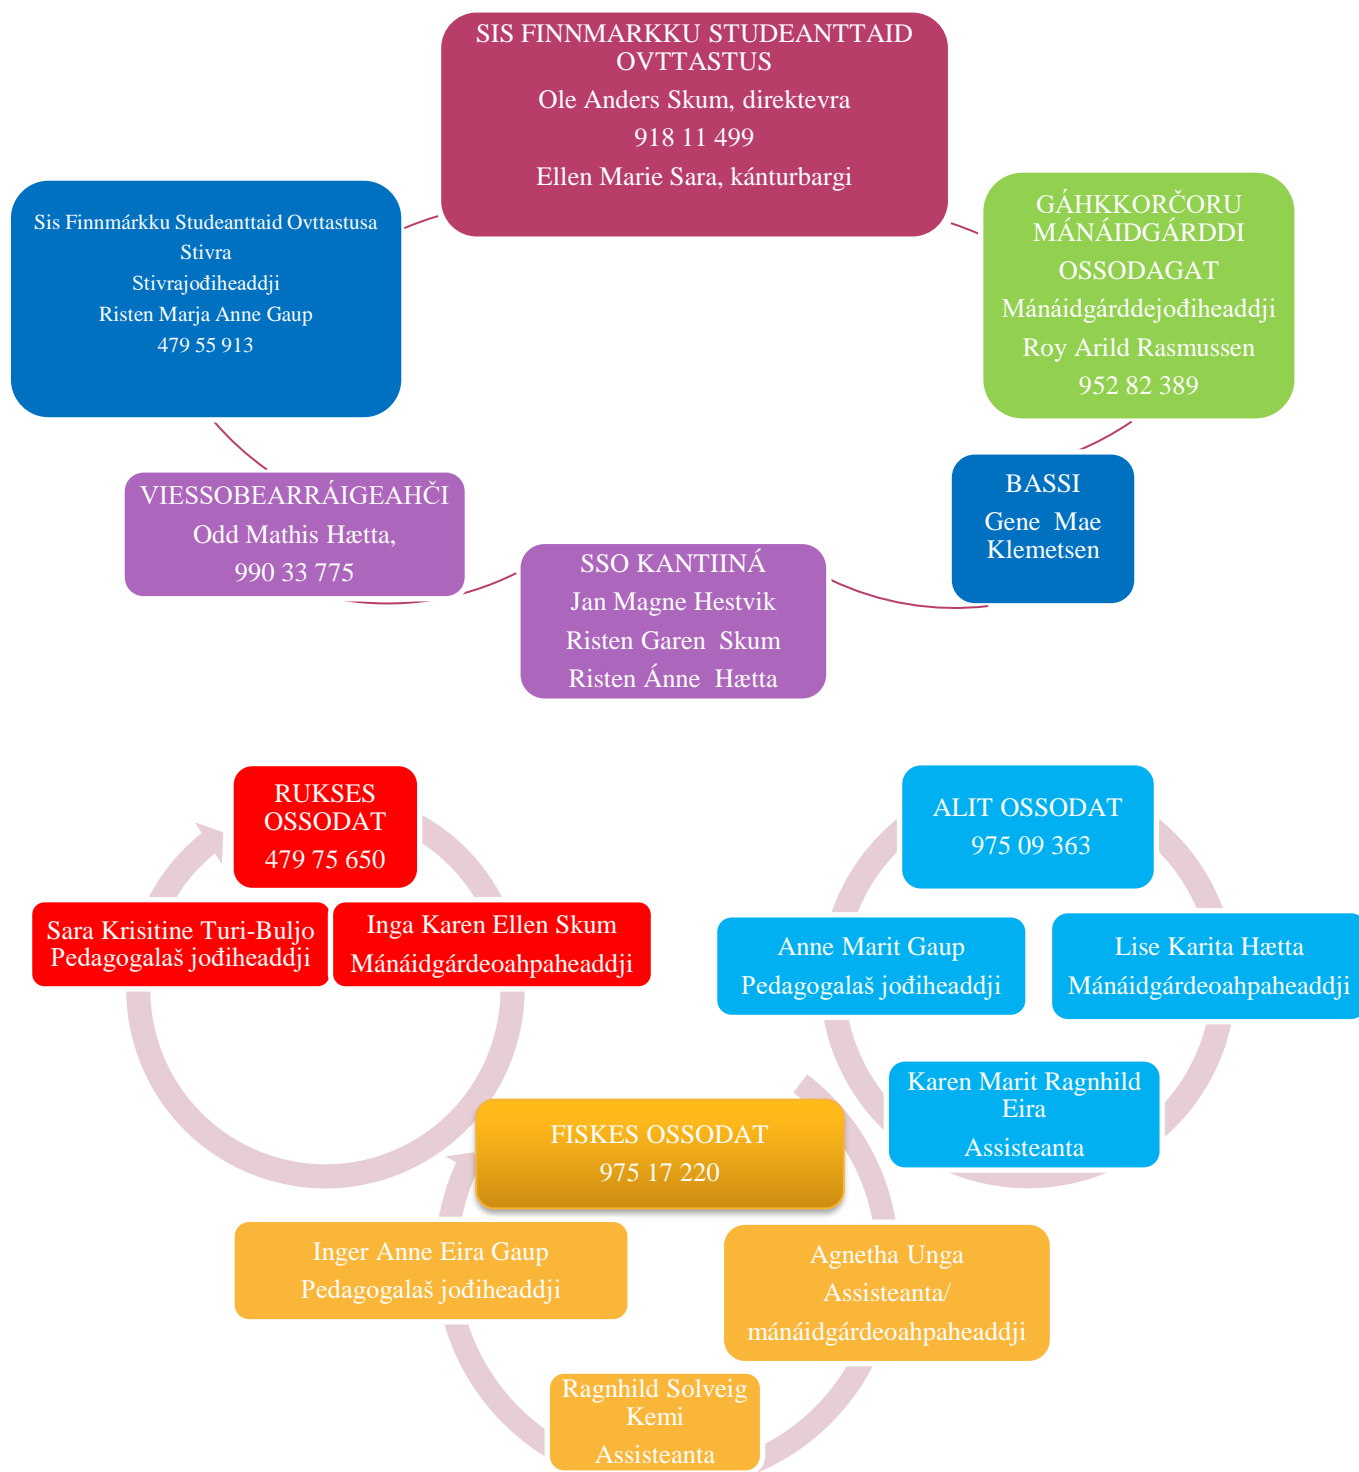 SIS FINNMARKKU STUDEANTTAID
OVTTASTUS
Ole Anders Skum, direktevra
918 11 499
Ellen Marie Sara, kánturbargi
Sis Finnmárkku Studeanttaid Ovttastusa
Stivra
Stivrajođiheaddji
Risten Marja Anne Gaup
479 55 913
GÁHKKORČORU
MÁNÁIDGÁRDDI
OSSODAGAT
Mánáidgárddejođiheaddji
Roy Arild Rasmussen
952 82 389
VIESSOBEARRÁIGEAHČI
Odd Mathis Hætta,
990 33 775
SSO KANTIINÁ
Jan Magne Hestvik
Risten Garen Skum
Risten Ánne Hætta
BASSI
Gene Mae
Klemetsen
RUKSES
OSSODAT
479 75 650
Sara Krisitine Turi-Buljo
Pedagogalaš jođiheaddji
Inga Karen Ellen Skum
Mánáidgárdeoahpaheaddji
ALIT OSSODAT
975 09 363
Anne Marit Gaup
Pedagogalaš jođiheaddji
Lise Karita Hætta
Mánáidgárdeoahpaheaddji
Karen Marit Ragnhild
Eira
Assisteanta
FISKES OSSODAT
975 17 220
Inger Anne Eira Gaup
Pedagogalaš jođiheaddji
Agnetha Unga
Assisteanta/
mánáidgárdeoahpaheaddji
Ragnhild Solveig
Kemi
Assisteanta